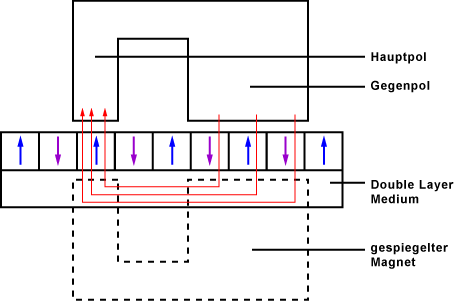 Hauptpol
Gegenpol
Double Layer
Medium
gespiegelter
Magnet